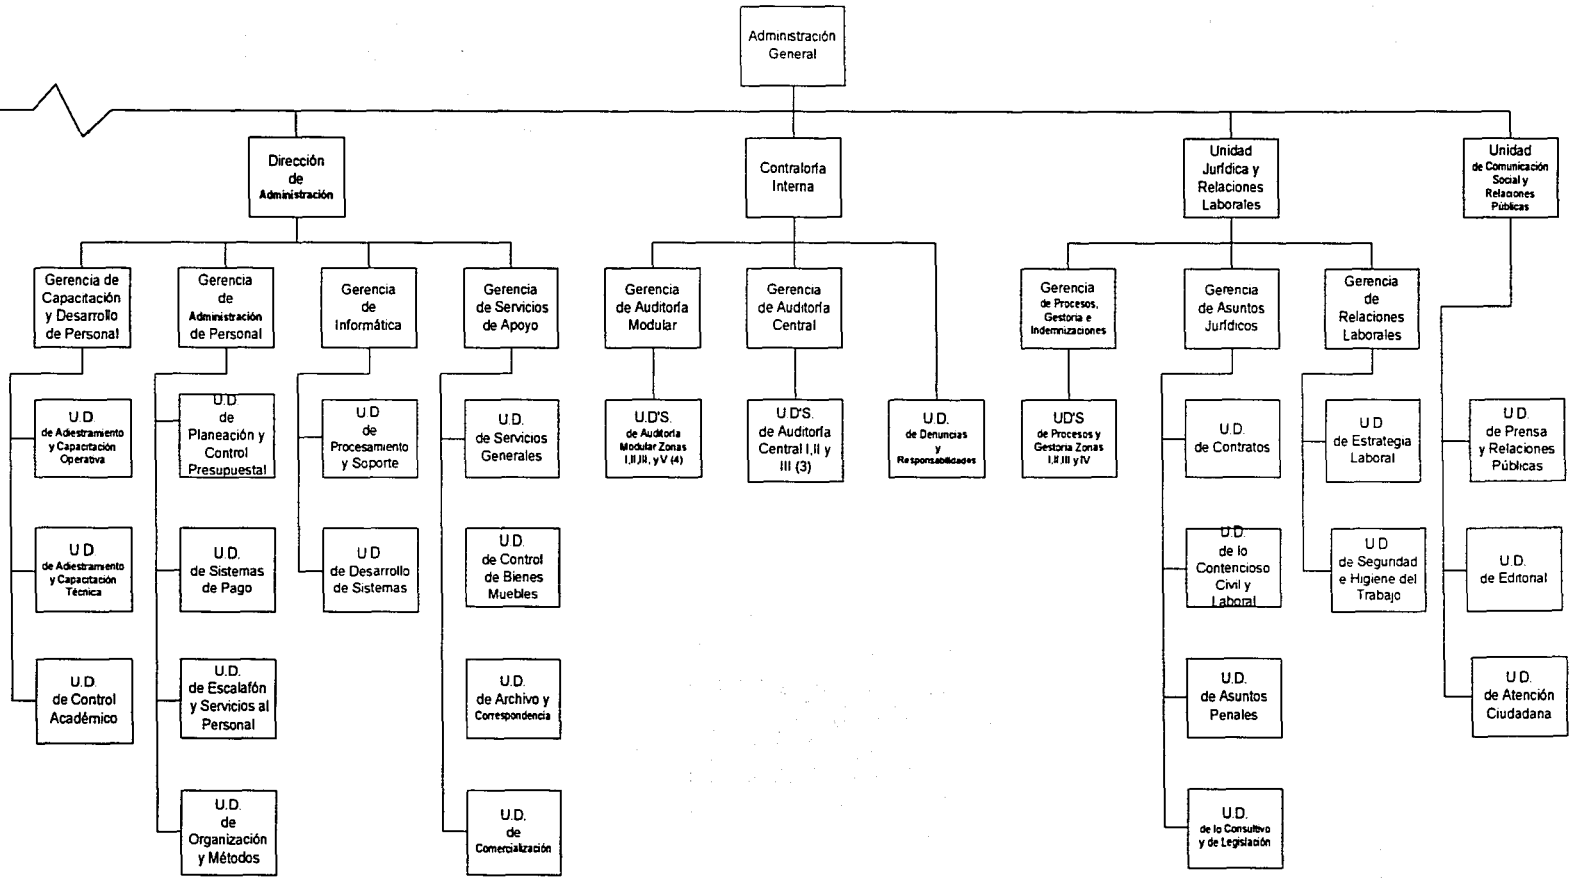 Administración
General
Dirección
de
Administración
Contraloría
Interna
Unidad
Jurídica y
Relaciones
Laborales
Unidad
de Comunicación
Social y
Relaciones
Públicas
Gerencia de
Capacitación
y Desarrollo
de Personal
Gerencia
de
Administración
de Personal
Gerencia
de
Informática
Gerencia
de Servicios
de Apoyo
Gerencia
de Auditoría
Modular
Gerencia
de Auditoría
Central
Gerencia
de Procesos,
Gestoria e
Indemnizaciones
Gerencia
de Asuntos
Jurídicos
Gerencia
de
Relaciones
Laborales
U.D.
de Adiestramiento
y Capacitación
Operativa
U.D
de
Planeación y
Control
Presupuestal
U.D
de
Procesamiento
y Soporte
U.D.
de Servicios
Generales
U.D'S.
de Auditoría
Modular Zonas
I,II,III, y V (4)
U.D'S.
de Auditoría
Central I,II y
III (3)
U.D.
de Denuncias
y
Responsabilidades
UD'S
de Procesos y
Gestoria Zonas
I,II,III y IV
U.D.
de Contratos
U D
de Estrategia
Laboral
U D.
de Prensa
y Relaciones
Públicas
U D
de Adiestramiento
y Capacitación
Técnica
U.D.
de Sistemas
de Pago
U D
de Desarrollo
de Sistemas
U.D.
de Control
de Bienes
Muebles
U.D.
de lo
Contencioso
Civil y
Laboral
U D
de Segundad
e Higiene del
Trabajo
U.D.
de Editorial
U.D.
de Control
Académico
U.D.
de Escalafón
y Servicios al
Personal
U.D.
de Archivo y
Correspondencia
U.D.
de Asuntos
Penales
U D.
de Atención
Ciudadana
U.D.
de
Organización
y Métodos
U.D.
de
Comercialización
U.D.
de lo Consultivo
y de Legislación